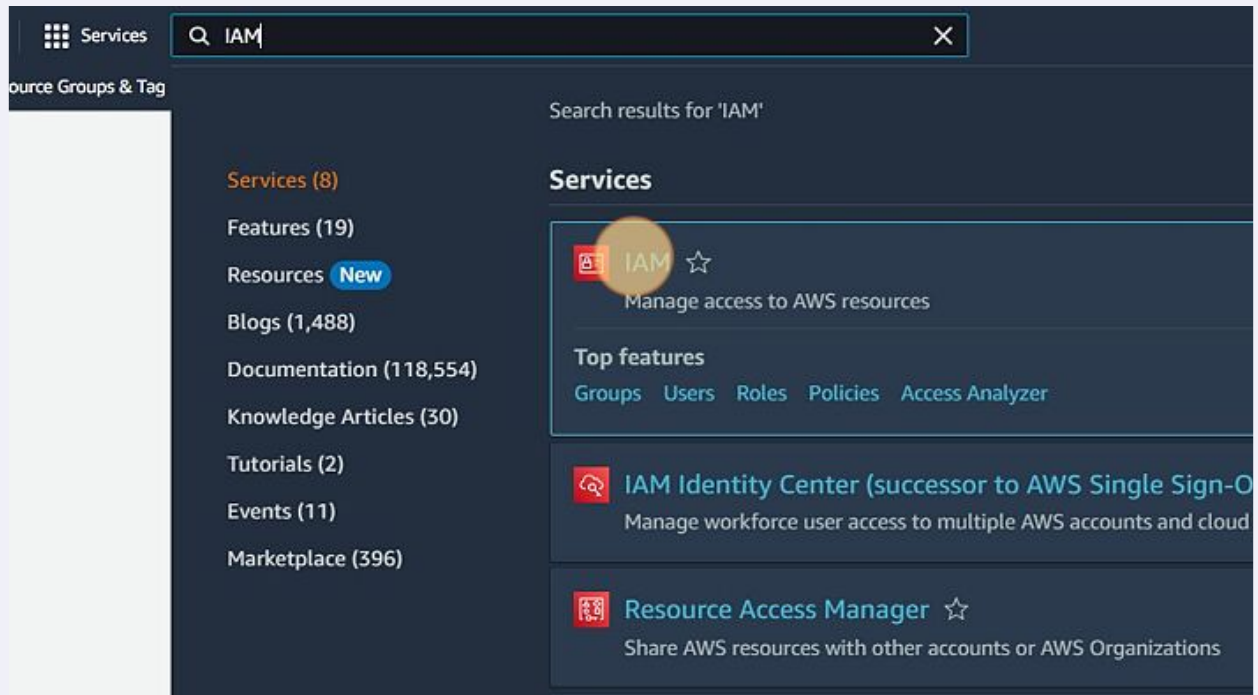 Services
IAM
ource Groups & Tag
Search results for 'IAM'
Services (8)
Features (19)
Resources New
Blogs (1,488)
Documentation (118,554)
Knowledge Articles (30)
Tutorials (2)
Events (11)
Marketplace (396)
Services
IAM
Manage access to AWS resources
Top features
Groups Users Roles Policies Access Analyzer
IAM Identity Center (successor to AWS Single Sign-O
Manage workforce user access to multiple AWS accounts and cloud
Resource Access Manager
Share AWS resources with other accounts or AWS Organizations